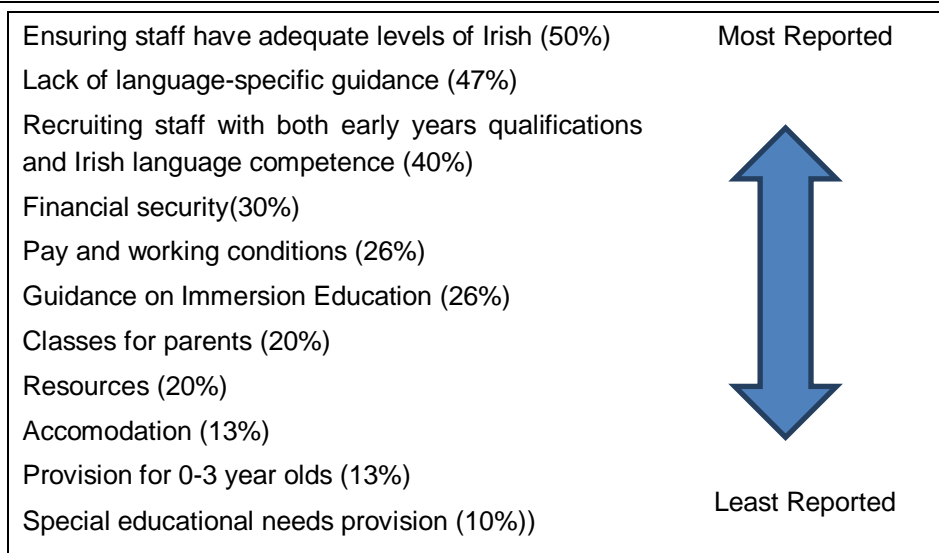 Ensuring staff have adequate levels of Irish (50%)
Most Reported
Lack of language-specific guidance (47%)
Recruiting staff with both early years qualifications
and Irish language competence (40%)
Financial security(30%)
Pay and working conditions (26%)
Guidance on Immersion Education (26%)
Classes for parents (20%)
Resources (20%)
Accomodation (13%)
Provision for 0-3 year olds (13%)
Least Reported
Special educational needs provision (10%))